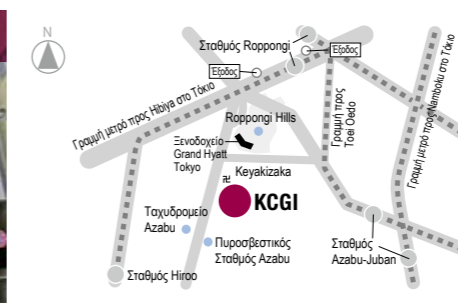 N
Σταθμός Roppongi
Έξοδος
Έξοδος
Γραμμή μετρό προς Hibiya στο Τόκιο
Roppongi Hills
Ξενοδοχείο
Grand Hyatt
Tokyo
Γραμμή προς
Toei Oedo
Γραμμή μετρό προς Namboku στο Τόκιο
卍 Keyakizaka
KCGI
Ταχυδρομείο
Azabu
Πυροσβεστικός
Σταθμός Azabu
Σταθμός
Azabu-Juban
Σταθμός Hiroo